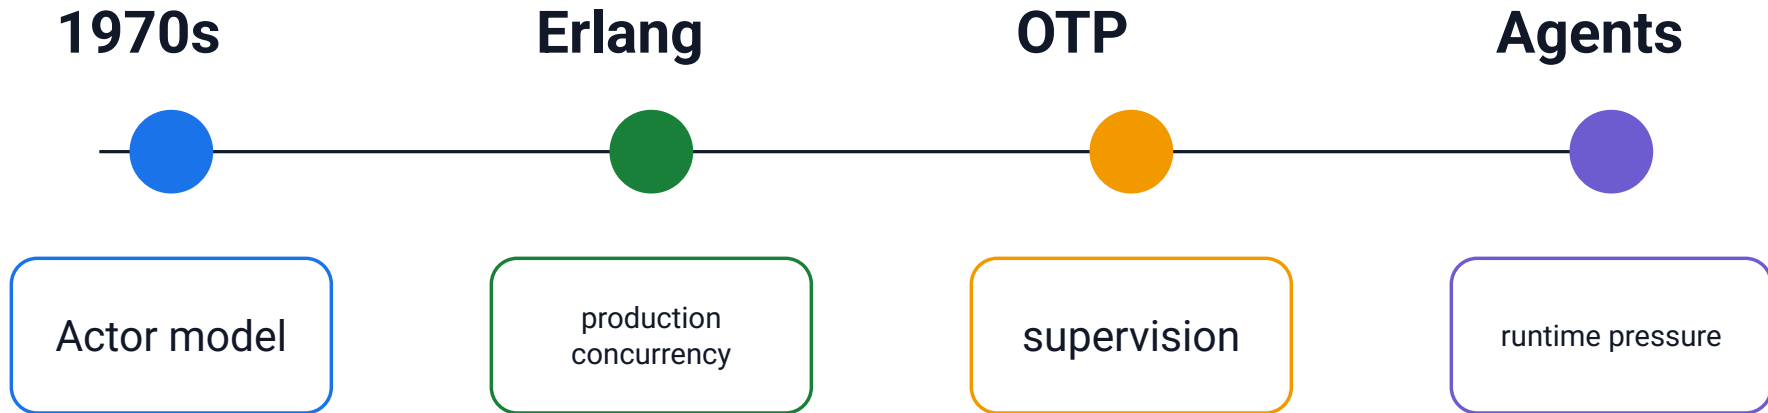 1970s
Erlang
OTP
Agents
Actor model
production
concurrency
supervision
runtime pressure